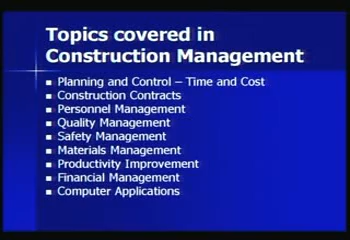 Topics covered in
Construction Management
Planning and Control – Time and Cost
Construction Contracts
Personnel Management
Quality Management
Safety Management
Materials Management
Productivity Improvement
Financial Management
Computer Applications